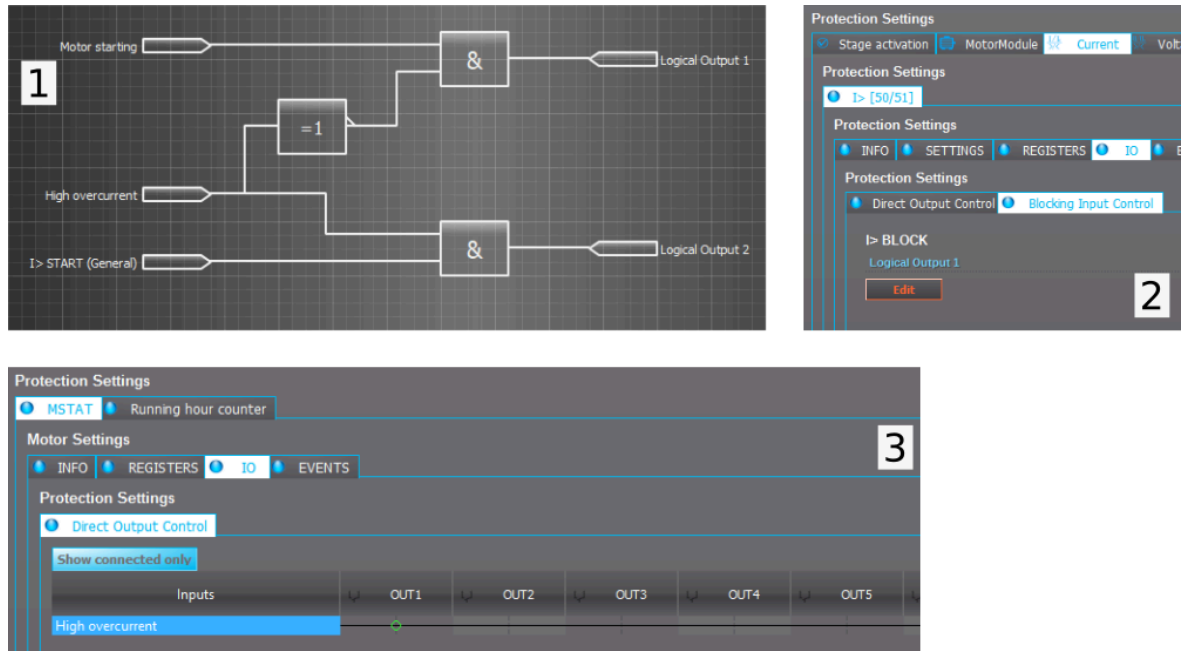 Motor starting
&
Logical Output 1
1
=1
High overcurrent
&
Logical Output 2
I> START (General)
Protection Settings
Stage activation MotorModule Current Volt
Protection Settings
I> [50/51]
Protection Settings
INFO SETTINGS REGISTERS IO E
Protection Settings
Direct Output Control Blocking Input Control
I> BLOCK
Logical Output 1
Edit
2
Protection Settings
MSTAT Running hour counter
Motor Settings
3
INFO REGISTERS IO EVENTS
Protection Settings
Direct Output Control
Show connected only
Inputs OUT1 OUT2 OUT3 OUT4 OUT5
High overcurrent